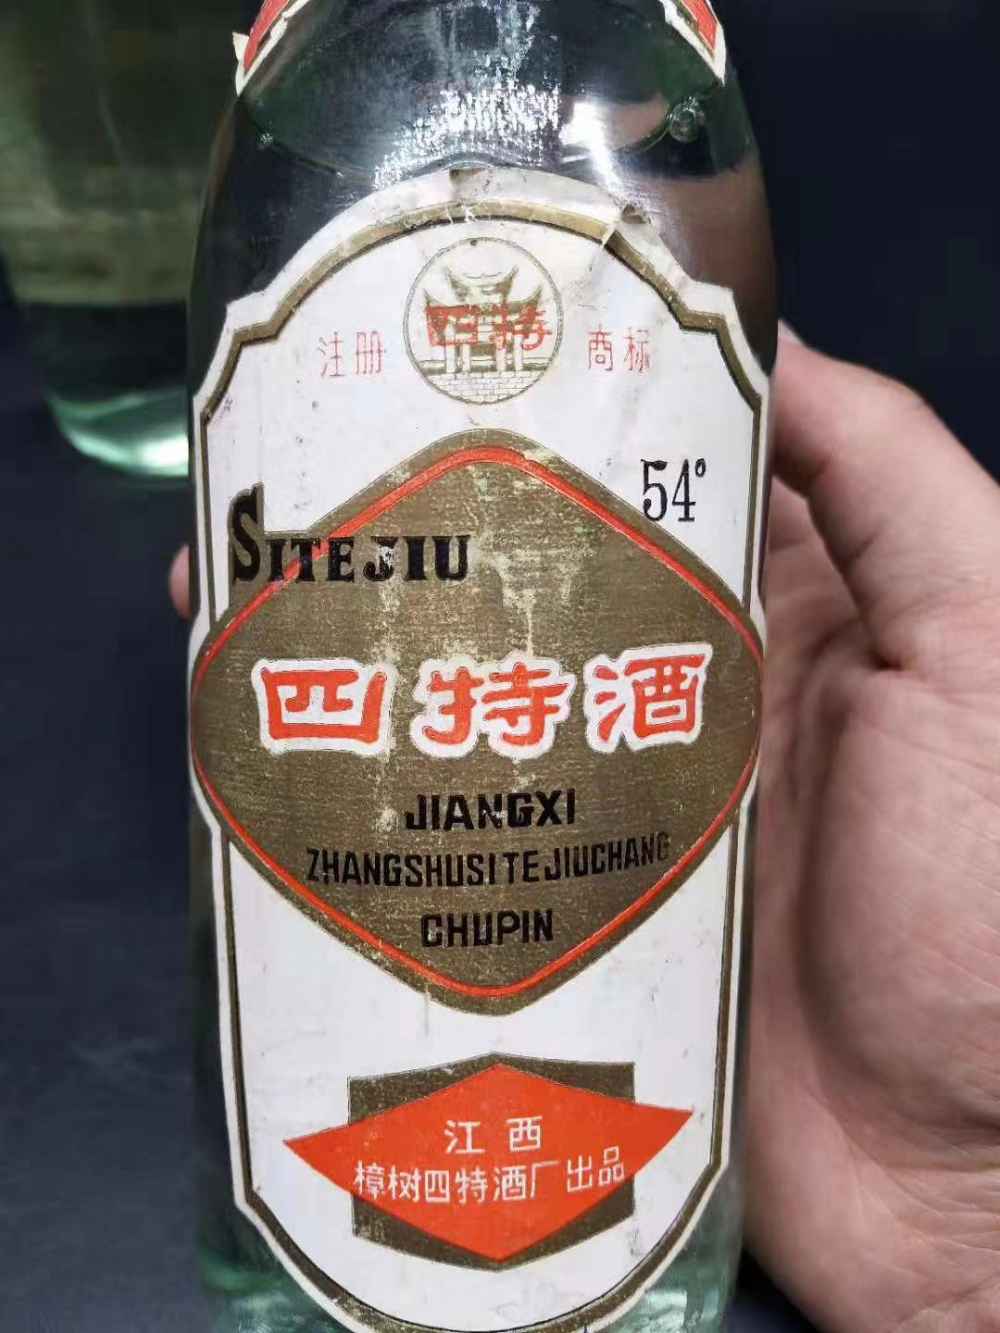 四特
注册 商标
54°
SITEJIU
四特酒
JIANGXI
ZHANGSHUSITEJIUCHANG
CHUPIN
江西
樟树四特酒厂出品